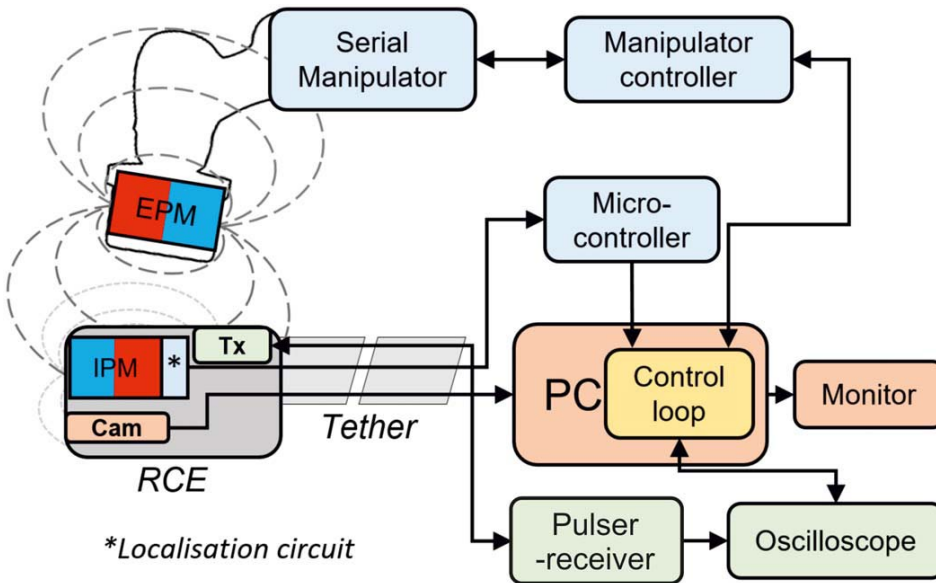 Serial
Manipulator
Manipulator
controller
EPM
Micro-
controller
Tx
IPM
*
Cam
RCE
Tether
PC
Control
loop
Monitor
Pulser
-receiver
Oscilloscope
*Localisation circuit